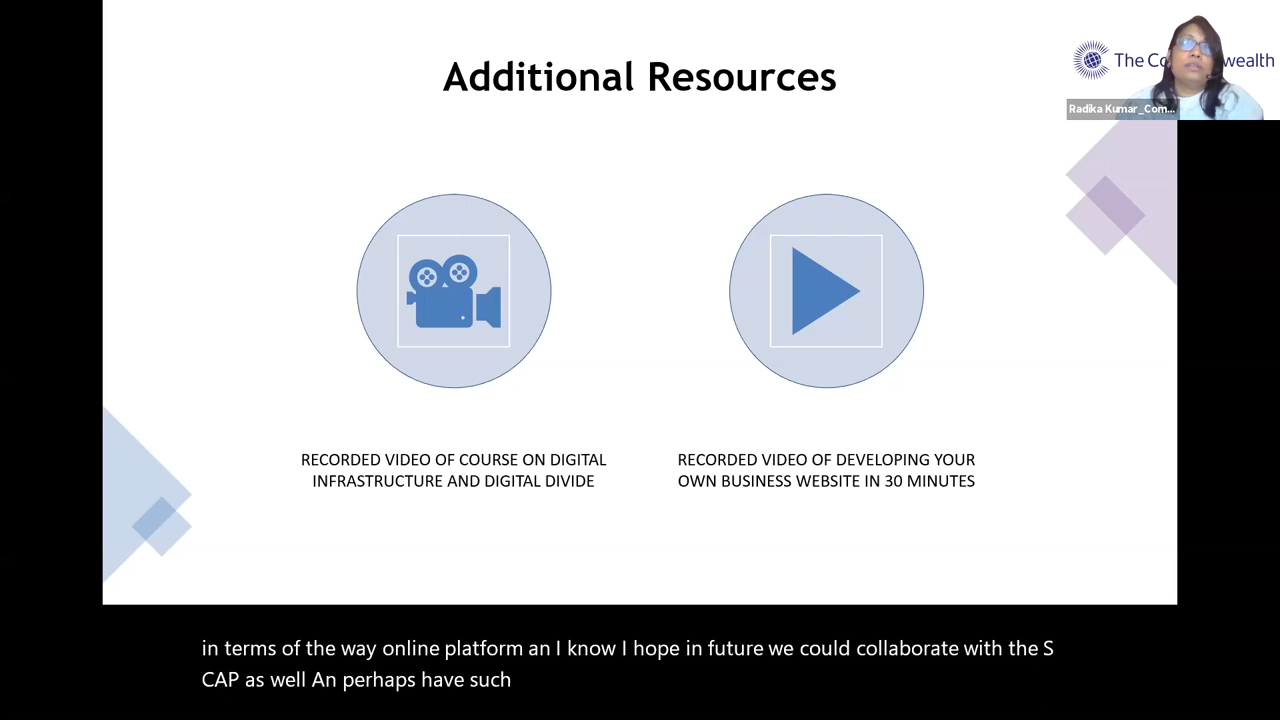 Additional Resources
The Co wealth
Radika Kumar_Com...
RECORDED VIDEO OF COURSE ON DIGITAL
INFRASTRUCTURE AND DIGITAL DIVIDE
RECORDED VIDEO OF DEVELOPING YOUR
OWN BUSINESS WEBSITE IN 30 MINUTES
in terms of the way online platform an I know I hope in future we could collaborate with the S
CAP as well An perhaps have such